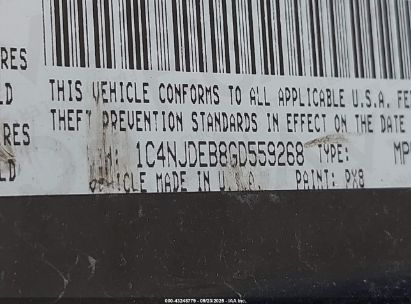 RES
LD
RES
LD
THIS VEHICLE CONFORMS TO ALL APPLICABLE U.S.A. FE
THEFT PREVENTION STANDARDS IN EFFECT ON THE DATE
1C4NJDEB8GD559268 TYPE: MP
VEHICLE MADE IN U.S.A. PAINT: PX8